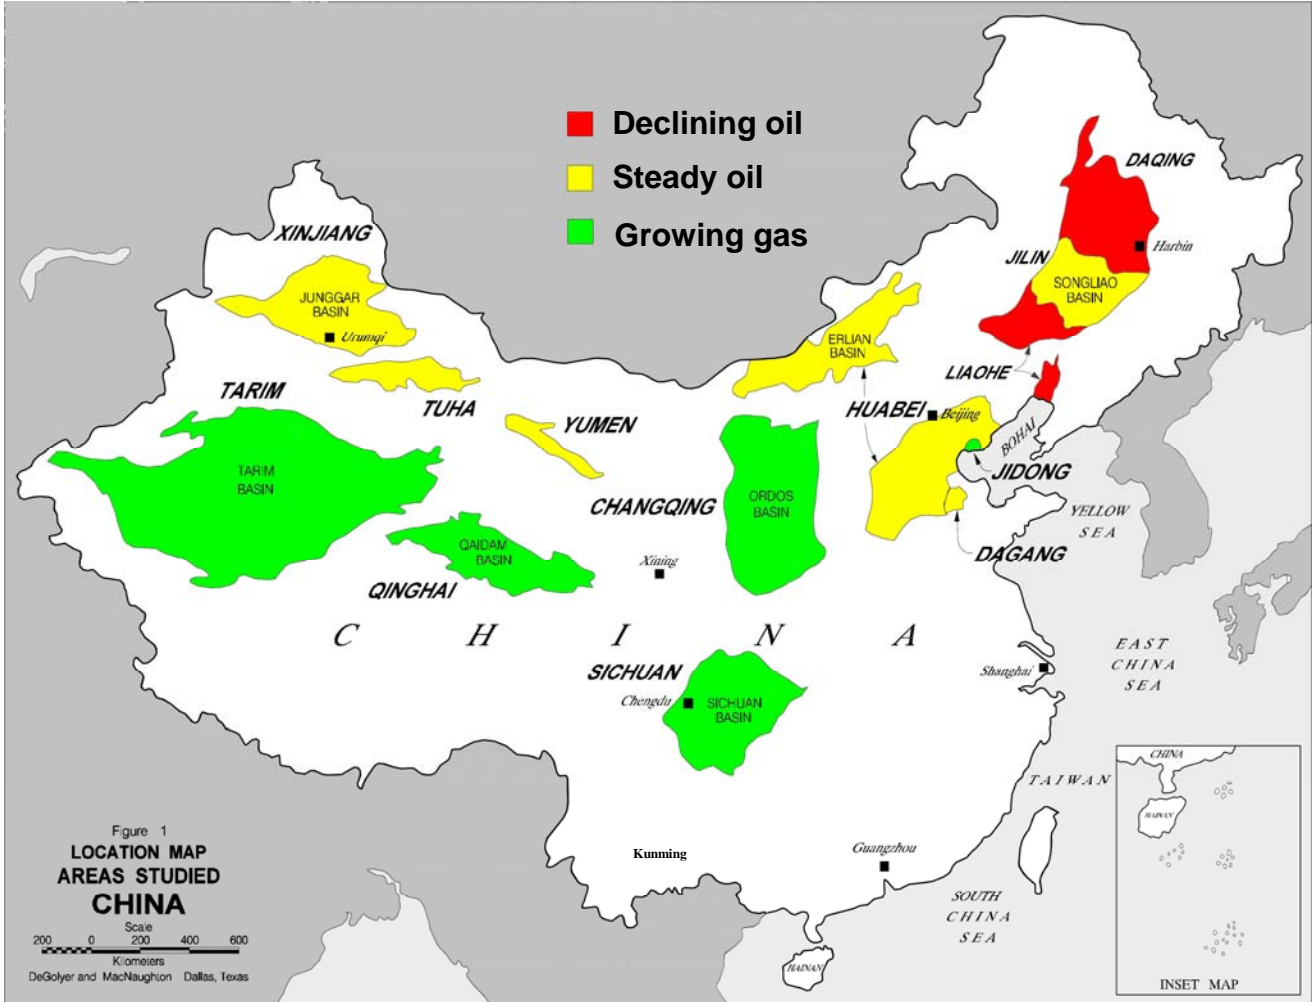 Declining oil
Steady oil
Growing gas
DAQING
Harbin
XINJIANG
JILIN
SONGLIAO
BASIN
JUNGGAR
BASIN
Urumqi
ERLIAN
BASIN
LIAOHE
TARIM
TUHA
YUMEN
HUABEI
Beijing
BOHAI
JIDONG
TARIM
BASIN
CHANGQING
ORDOS
BASIN
YELLOW
SEA
QAIDAM
BASIN
DAGANG
Xining
QINGHAI
CHINA
EAST
CHINA
SEA
SICHUAN
Shanghai
Chengdu
SICHUAN
BASIN
TAIWAN
Kunming
Guangzhou
SOUTH
CHINA
SEA
HAINAN
CHINA
HAINAN
INSET MAP
Figure 1
LOCATION MAP
AREAS STUDIED
CHINA
Scale
200 0 200 400 600
Kilometers
DeGolyer and MacNaughton Dallas, Texas